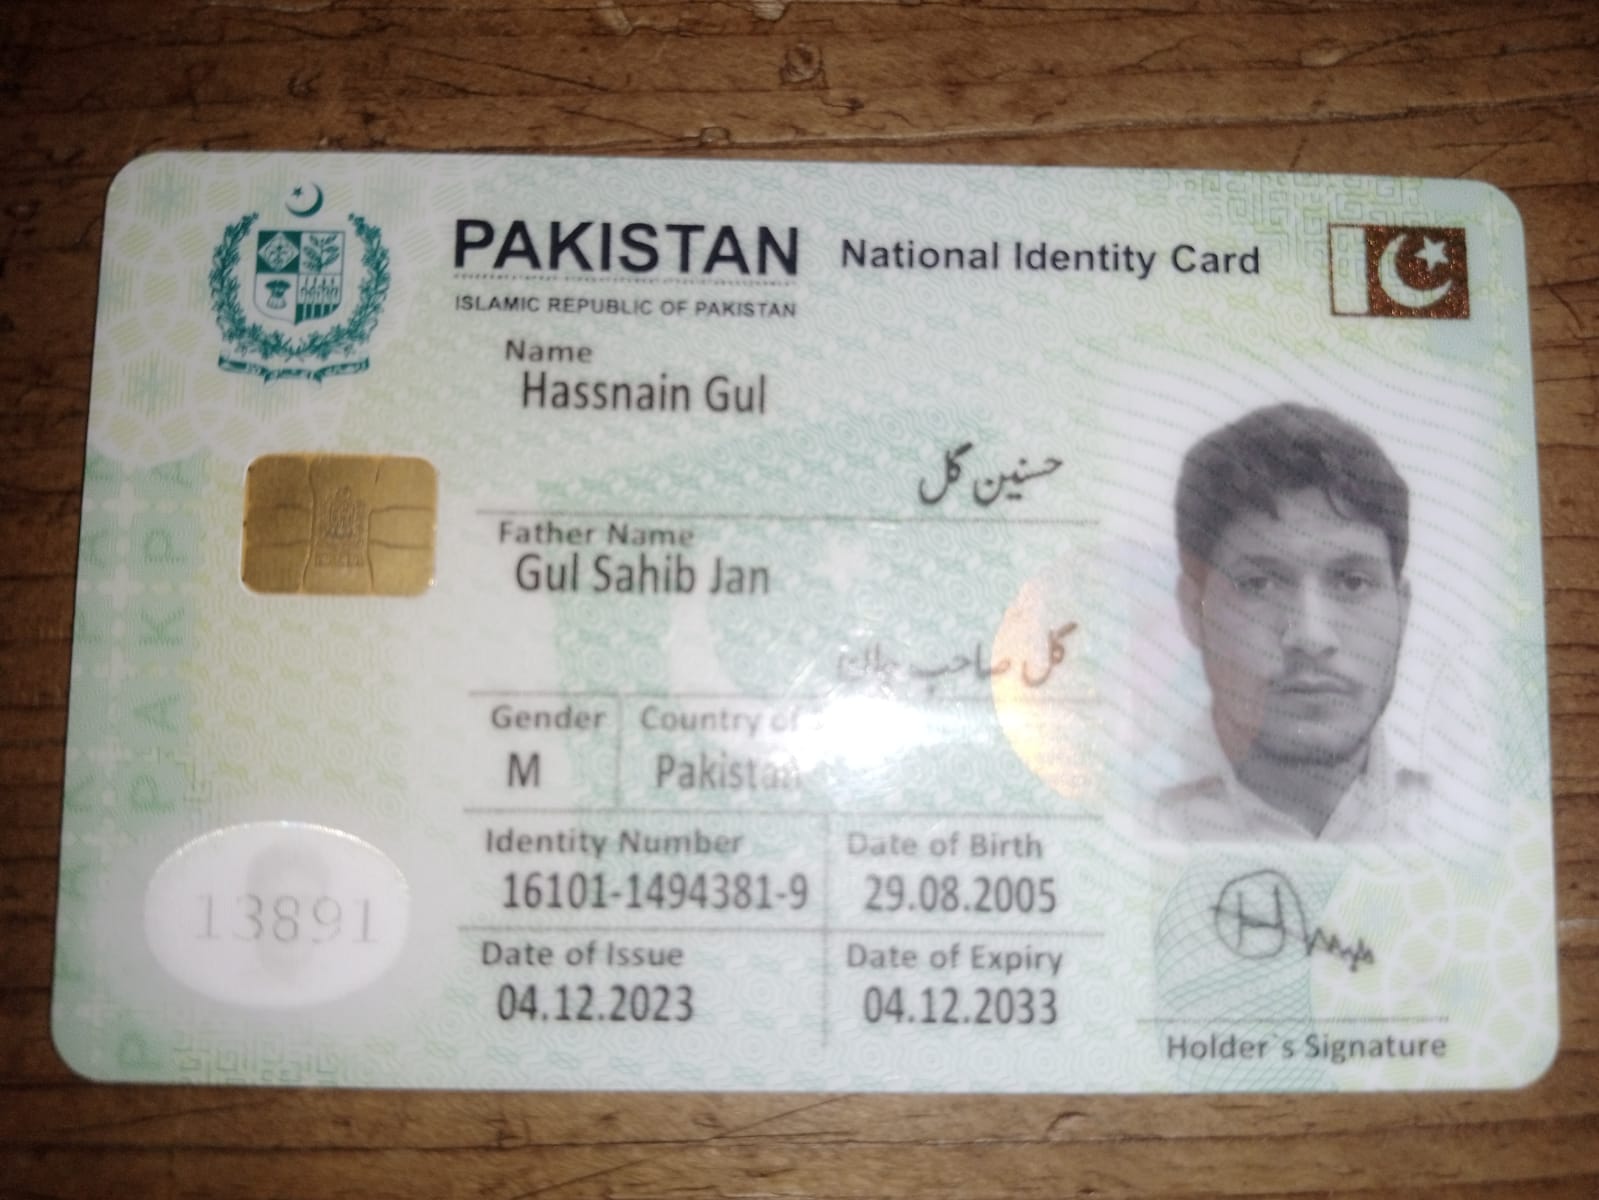 PAKISTAN National Identity Card
ISLAMIC REPUBLIC OF PAKISTAN
Name
Hassnain Gul
حسنین گل
Father Name
Gul Sahib Jan
گل صاحب جان
Gender Country of
M Pakistan
Identity Number Date of Birth
16101-1494381-9 29.08.2005
Date of Issue Date of Expiry
04.12.2023 04.12.2033
13891
Holder`s Signature